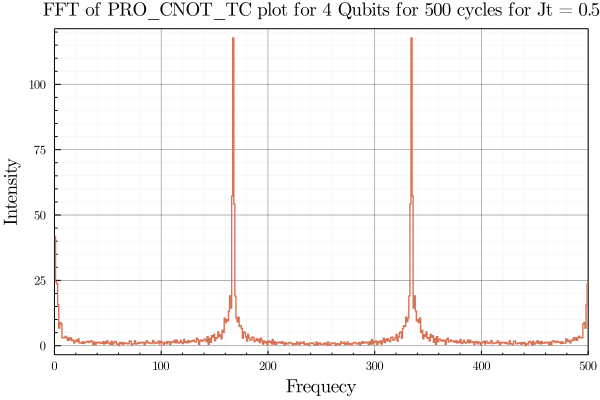 FFT of PRO_CNOT_TC plot for 4 Qubits for 500 cycles for Jt = 0.5
100
75
50
25
0
Intensity
0 100 200 300 400 500
Frequecy